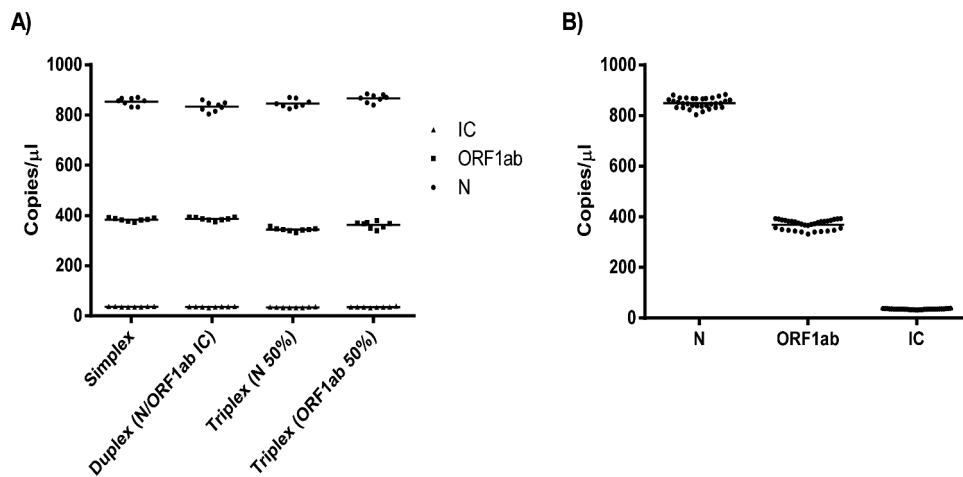 A)
1000
800
600
400
200
0
Copies/µl
Simplex
Duplex (N/ORF1ab IC)
Triplex (N 50%)
Triplex (ORF1ab 50%)
IC
ORF1ab
N
B)
1000
800
600
400
200
0
Copies/µl
N
ORF1ab
IC